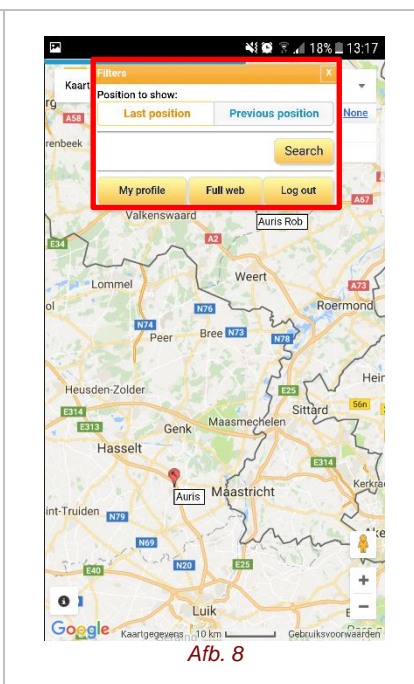 18% 13:17
Filters X
Kaart
Position to show:
Last position Previous position
None
A58
renbeek
Search
My profile Full web Log out
A67
Valkenswaard
Auris Rob
E34
A2
Weert
Lommel
A73
Roermond
N76
N74
Peer
Bree N73
N78
Heusden-Zolder
E25
Hein
E314
Sittard
56n
E313
Maasmechelen
Genk
Hasselt
E314
Auris
Maastricht
Kerkra
int-Truiden
N79
N69
Ake
E40
N20
E25
+
Luik
−
Google Kaartgegevens 10 km Gebruiksvoorwaarden
Afb. 8